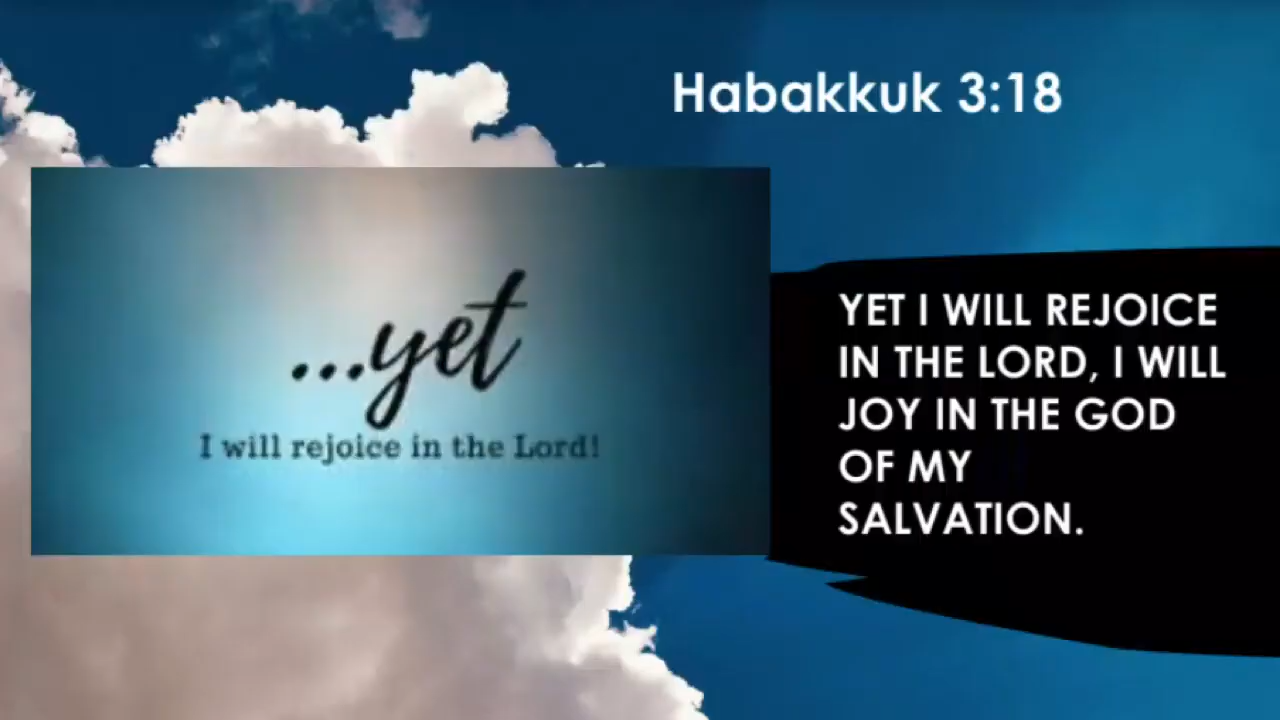 Habakkuk 3:18
...yet
I will rejoice in the Lord!
YET I WILL REJOICE
IN THE LORD, I WILL
JOY IN THE GOD
OF MY
SALVATION.